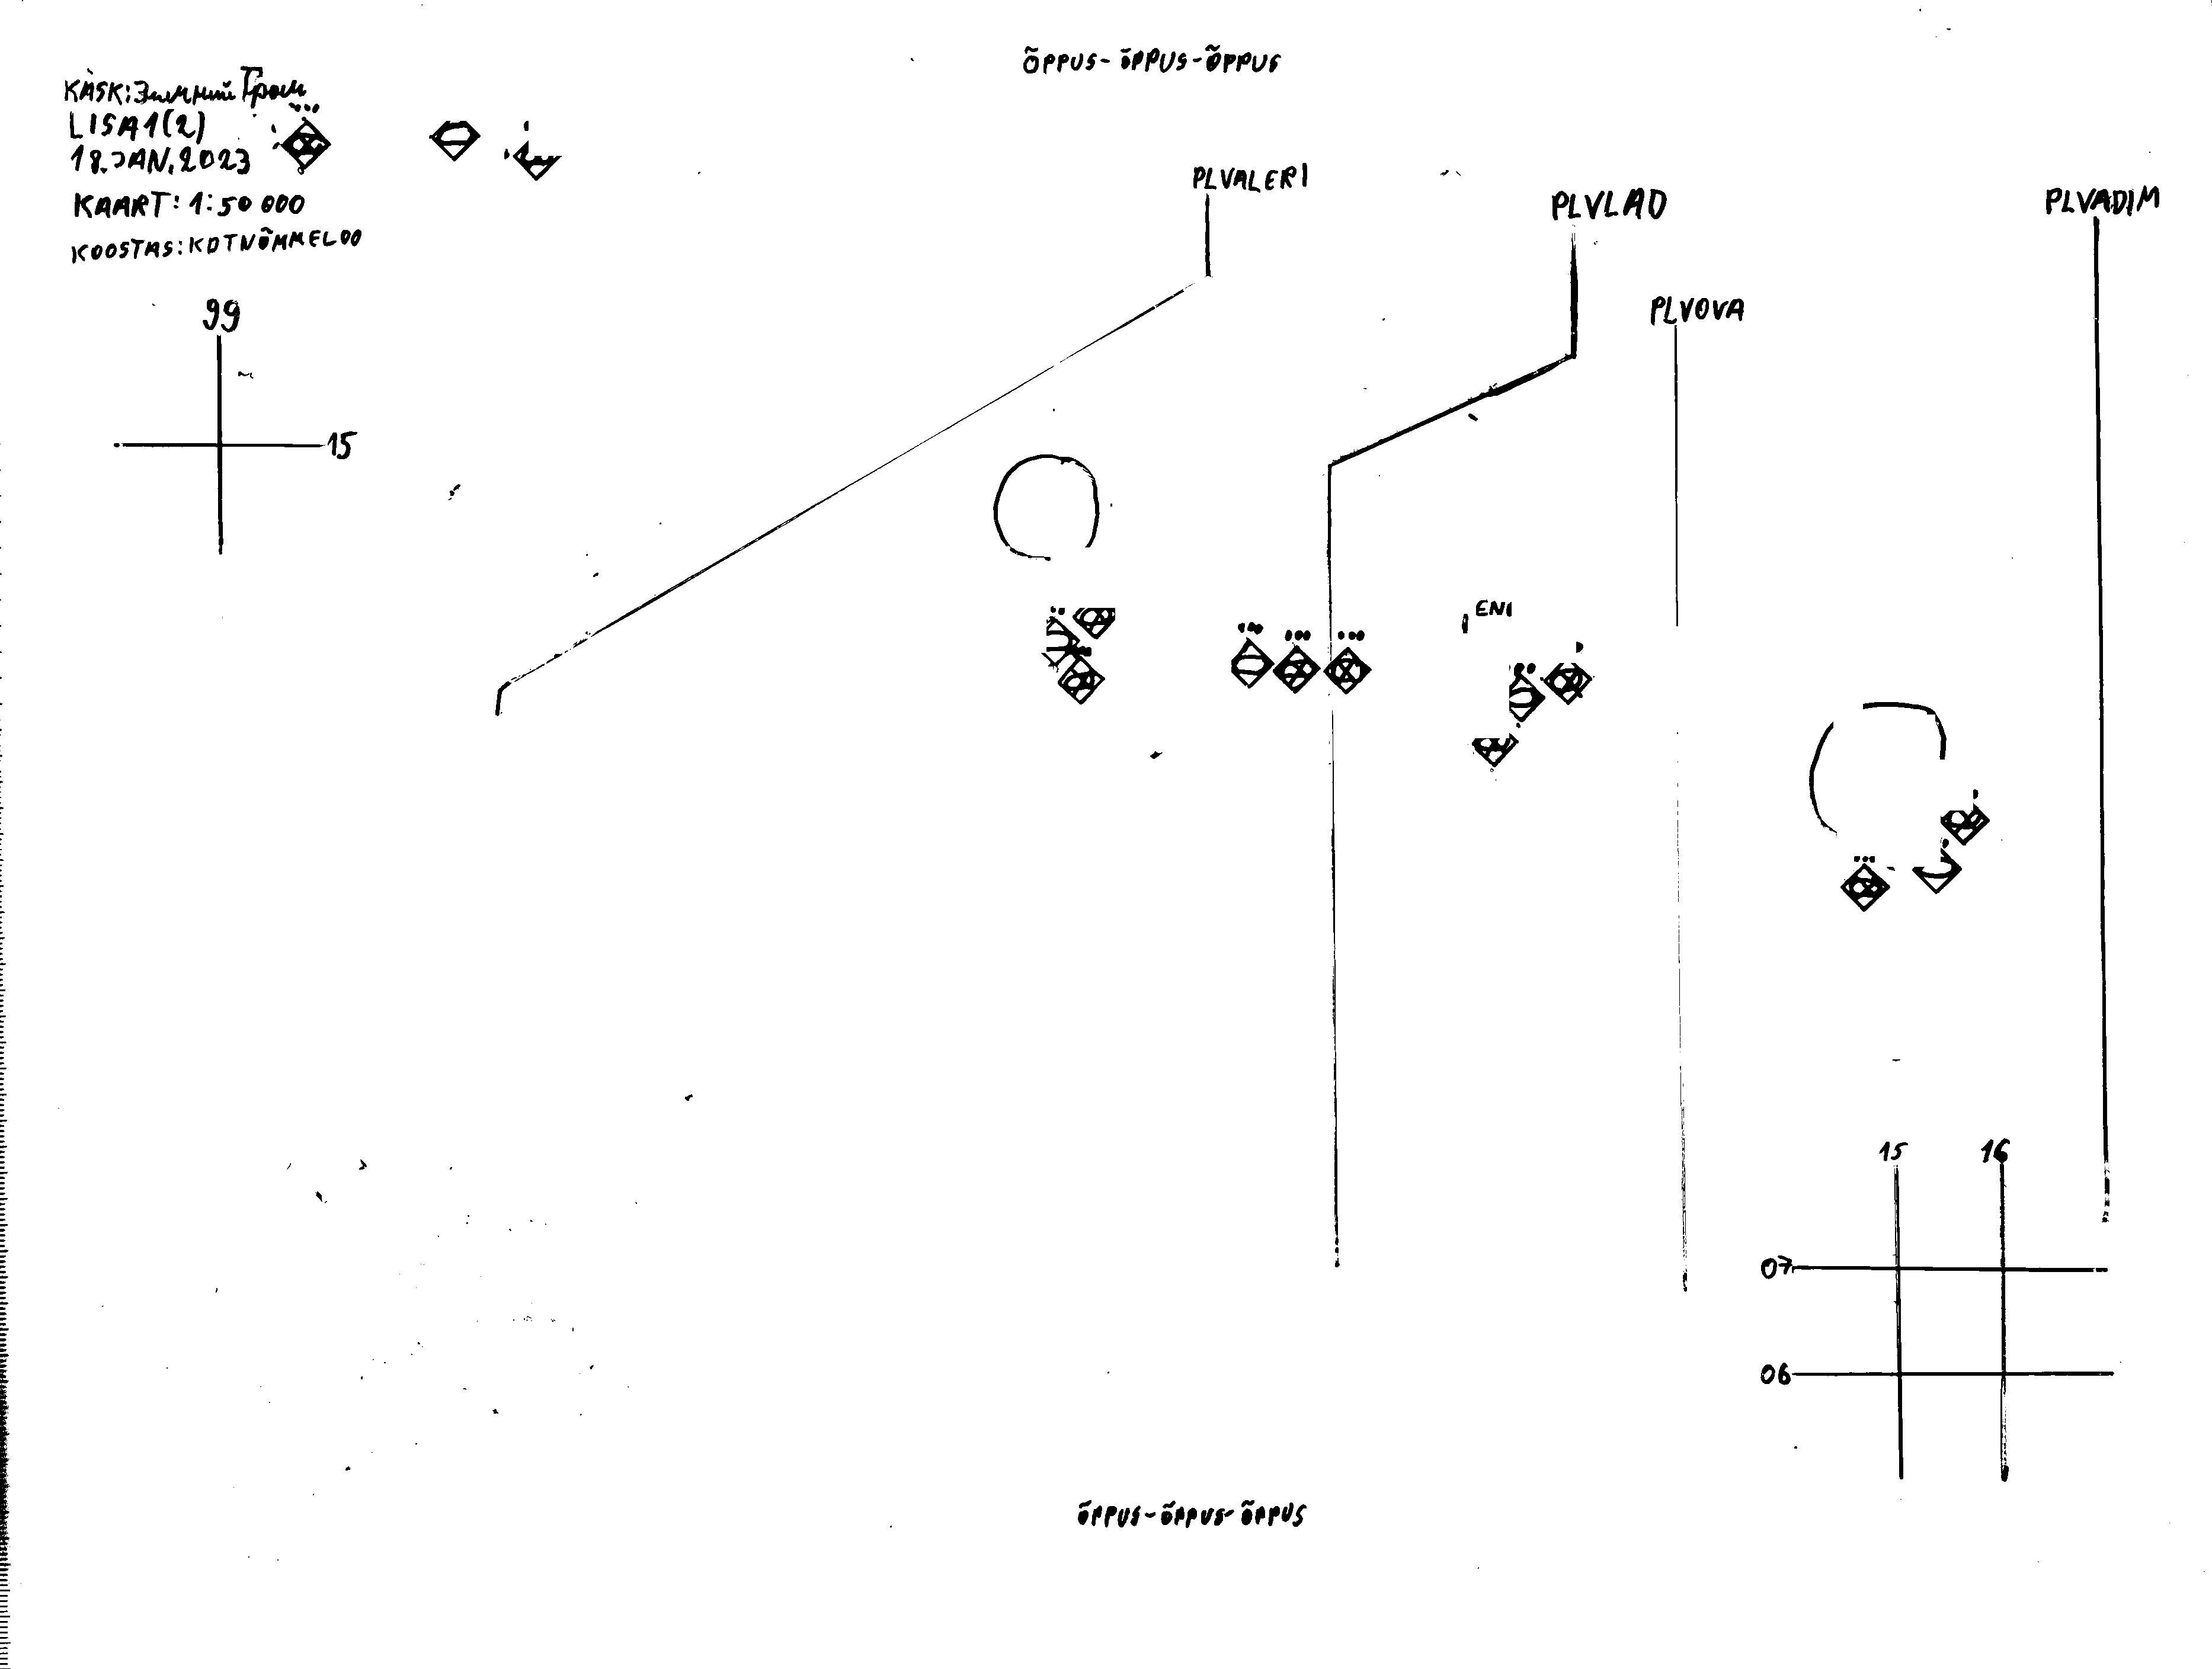 ÕPPUS-ÕPPUS-ÕPPUS
KÄSK: Зимний Гром
LISA1(2)
18.JAN.2023
KAART: 1:50 000
KOOSTAS: KDTNÕMMELOO
PLVALERI
PLVLAD
PLVADIM
PLVOVA
99
15
ENI
15 16
07
06
ÕPPUS-ÕPPUS-ÕPPUS